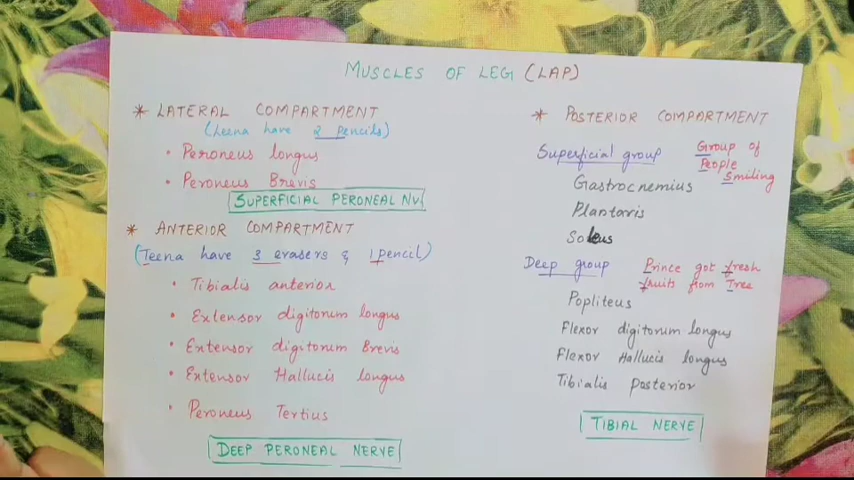 MUSCLES OF LEG (LAP)
* LATERAL COMPARTMENT
(Leena have 2 pencils)
• Peroneus longus
• Peroneus Brevis
SUPERFICIAL PERONEAL NV.
* ANTERIOR COMPARTMENT
(Teena have 3 erasers & 1 pencil)
• Tibialis anterior
• Extensor digitorum longus
• Extensor digitorum Brevis
• Extensor Hallucis longus
• Peroneus Tertius
DEEP PERONEAL NERVE
* POSTERIOR COMPARTMENT
Superficial group
Group of
People
Smiling
Gastrocnemius
Plantaris
Soleus
Deep group
Prince got fresh
fruits from Tree
Popliteus
Flexor digitorum longus
Flexor Hallucis longus
Tibialis posterior
TIBIAL NERVE